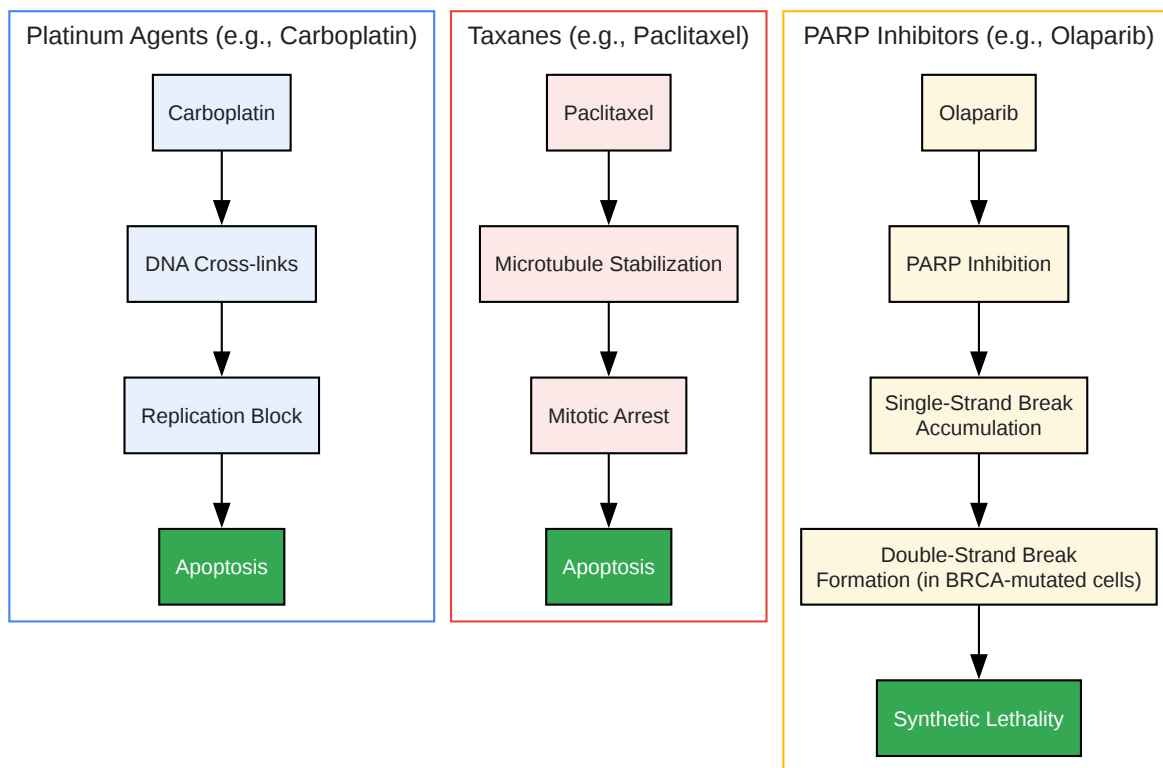 Platinum Agents (e.g., Carboplatin)
Carboplatin
DNA Cross-links
Replication Block
Apoptosis
Taxanes (e.g., Paclitaxel)
Paclitaxel
Microtubule Stabilization
Mitotic Arrest
Apoptosis
PARP Inhibitors (e.g., Olaparib)
Olaparib
PARP Inhibition
Single-Strand Break
Accumulation
Double-Strand Break
Formation (in BRCA-mutated cells)
Synthetic Lethality